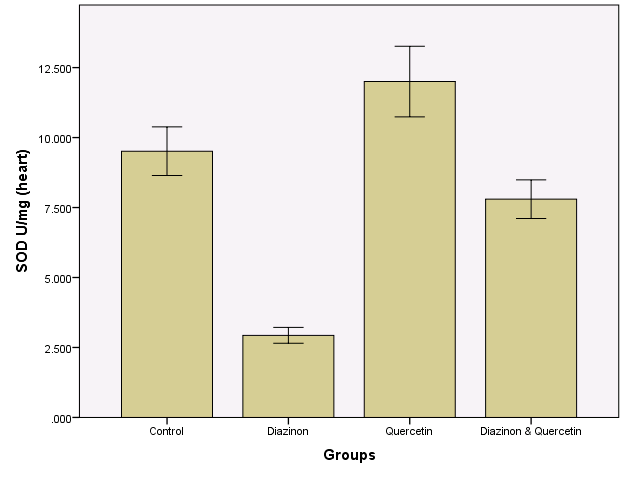 SOD U/mg (heart)
12.500
10.000
7.500
5.000
2.500
.000
Control
Diazinon
Quercetin
Diazinon & Quercetin
Groups